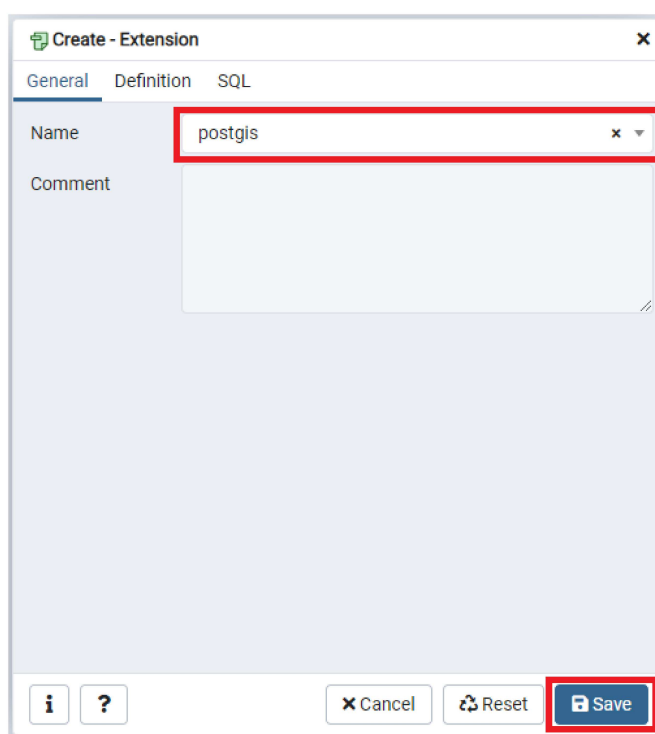 Create - Extension
General Definition SQL
Name postgis
Comment
i ? Cancel Reset Save